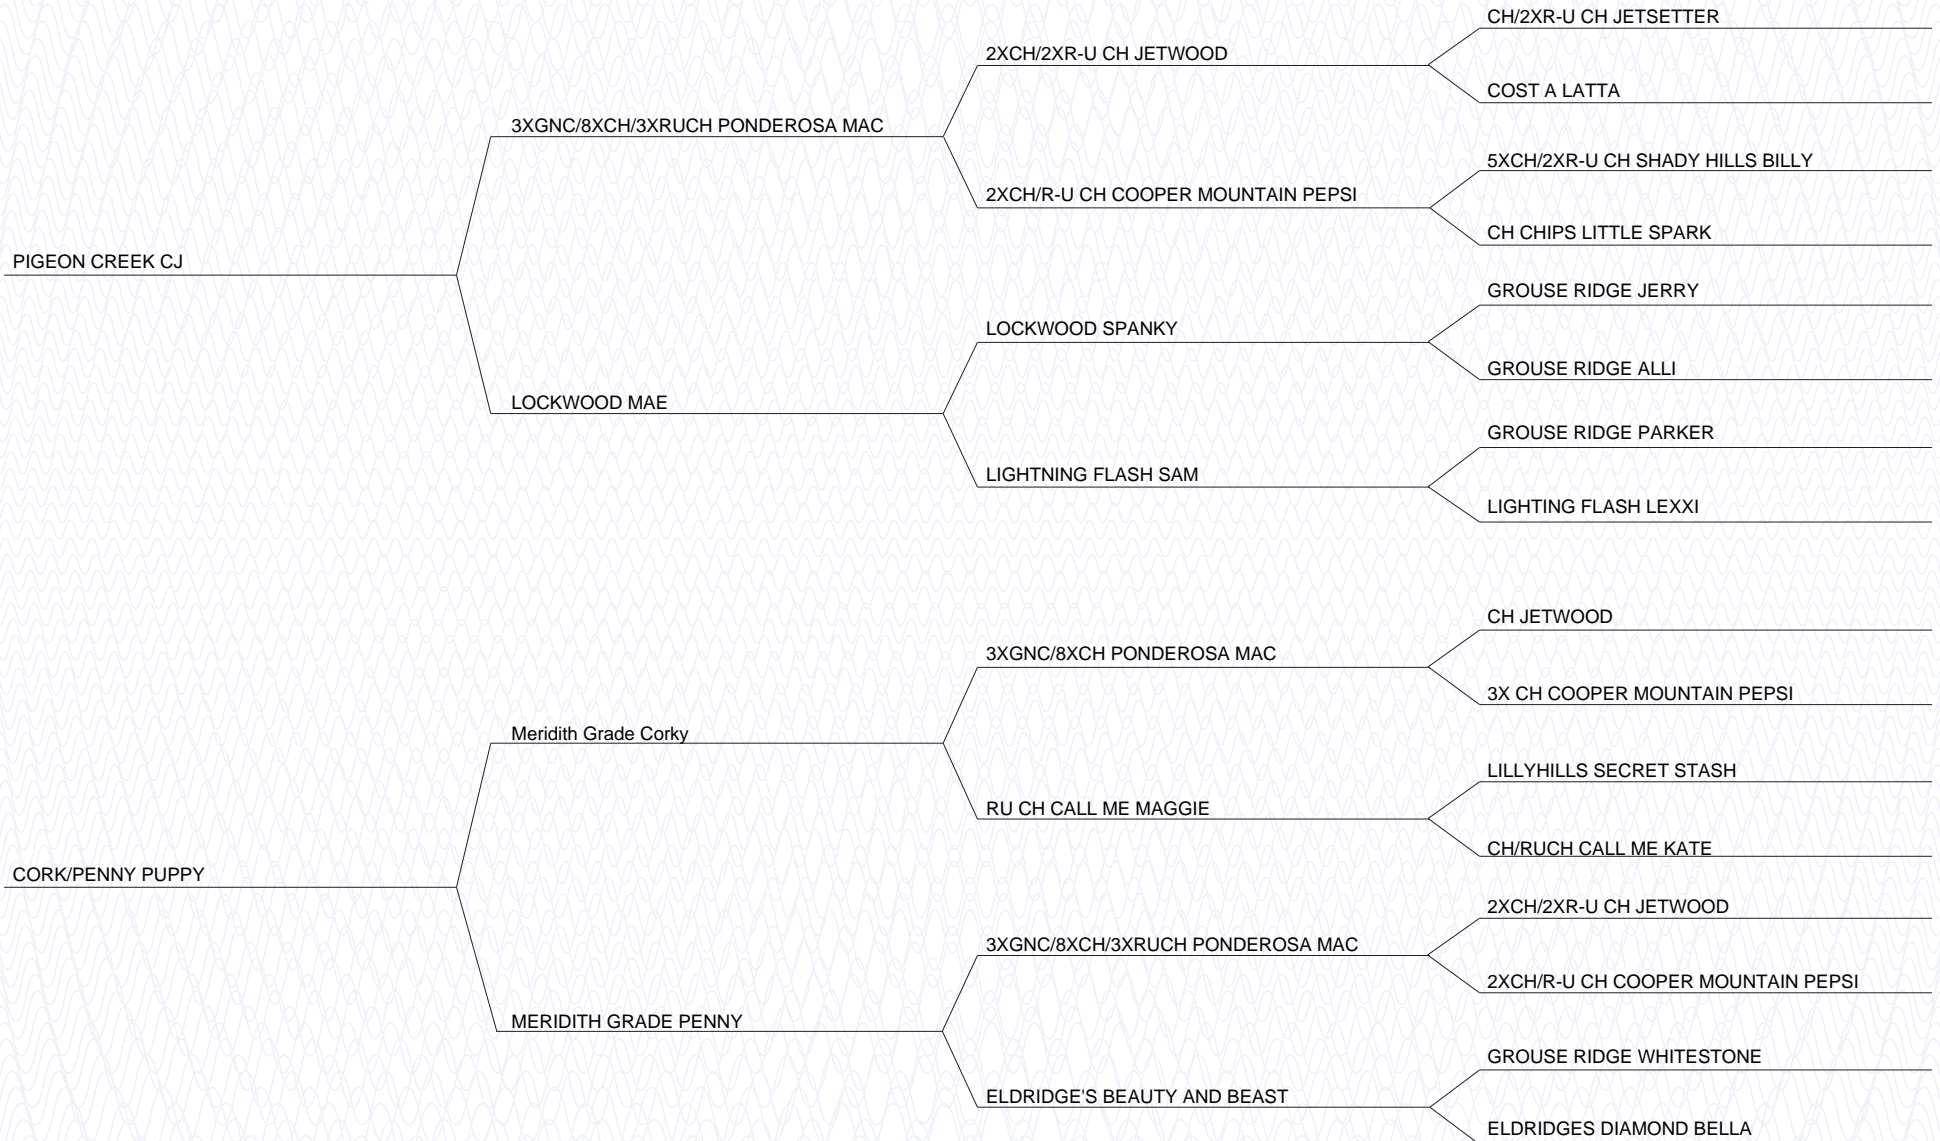 CH/2XR-U CH JETSETTER
2XCH/2XR-U CH JETWOOD
COST A LATTA
3XGNC/8XCH/3XRUCH PONDEROSA MAC
5XCH/2XR-U CH SHADY HILLS BILLY
2XCH/R-U CH COOPER MOUNTAIN PEPSI
CH CHIPS LITTLE SPARK
PIGEON CREEK CJ
GROUSE RIDGE JERRY
LOCKWOOD SPANKY
GROUSE RIDGE ALLI
LOCKWOOD MAE
GROUSE RIDGE PARKER
LIGHTNING FLASH SAM
LIGHTING FLASH LEXXI
CH JETWOOD
3XGNC/8XCH PONDEROSA MAC
3X CH COOPER MOUNTAIN PEPSI
Meridith Grade Corky
LILLYHILLS SECRET STASH
RU CH CALL ME MAGGIE
CH/RUCH CALL ME KATE
CORK/PENNY PUPPY
2XCH/2XR-U CH JETWOOD
3XGNC/8XCH/3XRUCH PONDEROSA MAC
2XCH/R-U CH COOPER MOUNTAIN PEPSI
MERIDITH GRADE PENNY
GROUSE RIDGE WHITESTONE
ELDRIDGE'S BEAUTY AND BEAST
ELDRIDGES DIAMOND BELLA